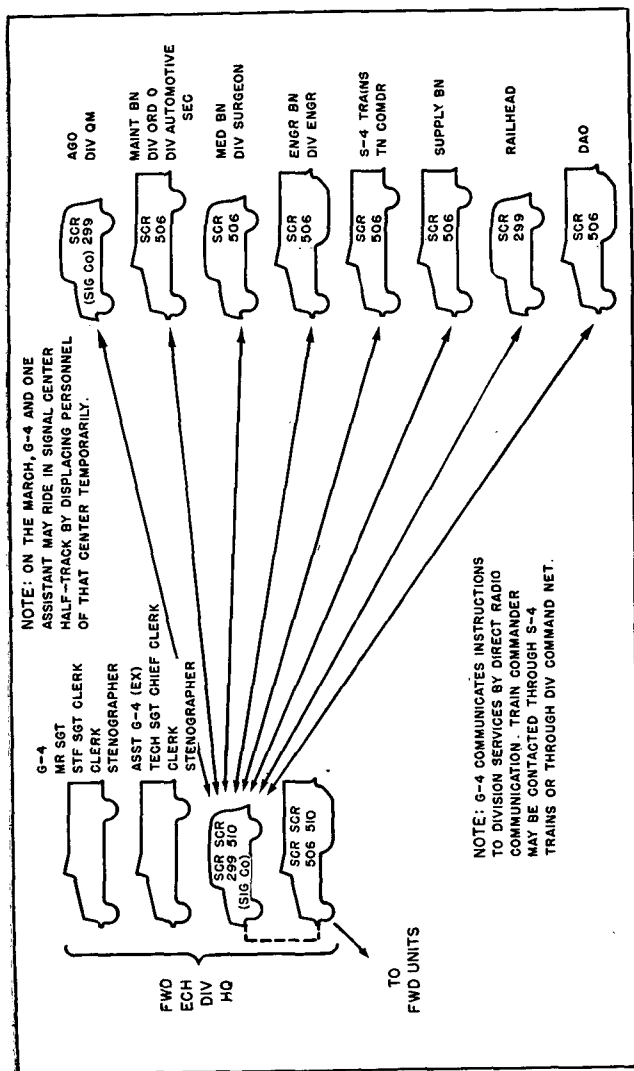 NOTE: ON THE MARCH, G-4 AND ONE
ASSISTANT MAY RIDE IN SIGNAL CENTER
HALF-TRACK BY DISPLACING PERSONNEL
OF THAT CENTER TEMPORARILY.
G-4
MR SGT
STF SGT CLERK
CLERK
STENOGRAPHER
ASST G-4 (EX)
TECH SGT CHIEF CLERK
CLERK
STENOGRAPHER
SCR SCR
299 510
(SIG CO)
SCR SCR
506 510
FWD
ECH
DIV
HQ
TO
FWD UNITS
SCR
(SIG CO) 299
AGO
DIV QM
SCR
506
MAINT BN
DIV ORD O
DIV AUTOMOTIVE
SEC
SCR
506
MED BN
DIV SURGEON
SCR
506
ENGR BN
DIV ENGR
SCR
506
S-4 TRAINS
TN COMDR
SCR
506
SUPPLY BN
SCR
299
RAILHEAD
SCR
506
DAO
NOTE: G-4 COMMUNICATES INSTRUCTIONS
TO DIVISION SERVICES BY DIRECT RADIO
COMMUNICATION. TRAIN COMMANDER
MAY BE CONTACTED THROUGH S-4
TRAINS OR THROUGH DIV COMMAND NET.